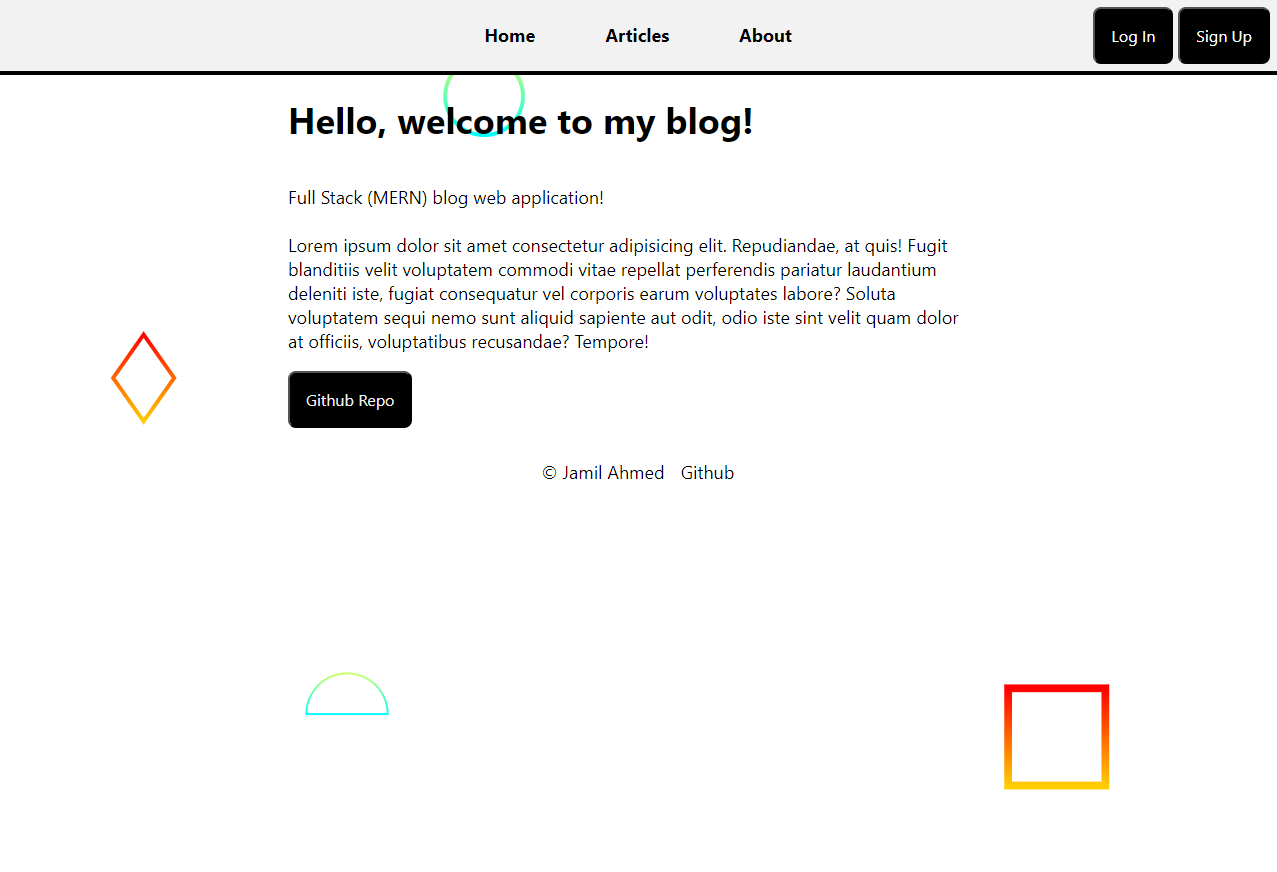 Home Articles About Log In Sign Up
Hello, welcome to my blog!
Full Stack (MERN) blog web application!
Lorem ipsum dolor sit amet consectetur adipisicing elit. Repudiandae, at quis! Fugit
blanditiis velit voluptatem commodi vitae repellat perferendis pariatur laudantium
deleniti iste, fugiat consequatur vel corporis earum voluptates labore? Soluta
voluptatem sequi nemo sunt aliquid sapiente aut odit, odio iste sint velit quam dolor
at officiis, voluptatibus recusandae? Tempore!
Github Repo
© Jamil Ahmed Github